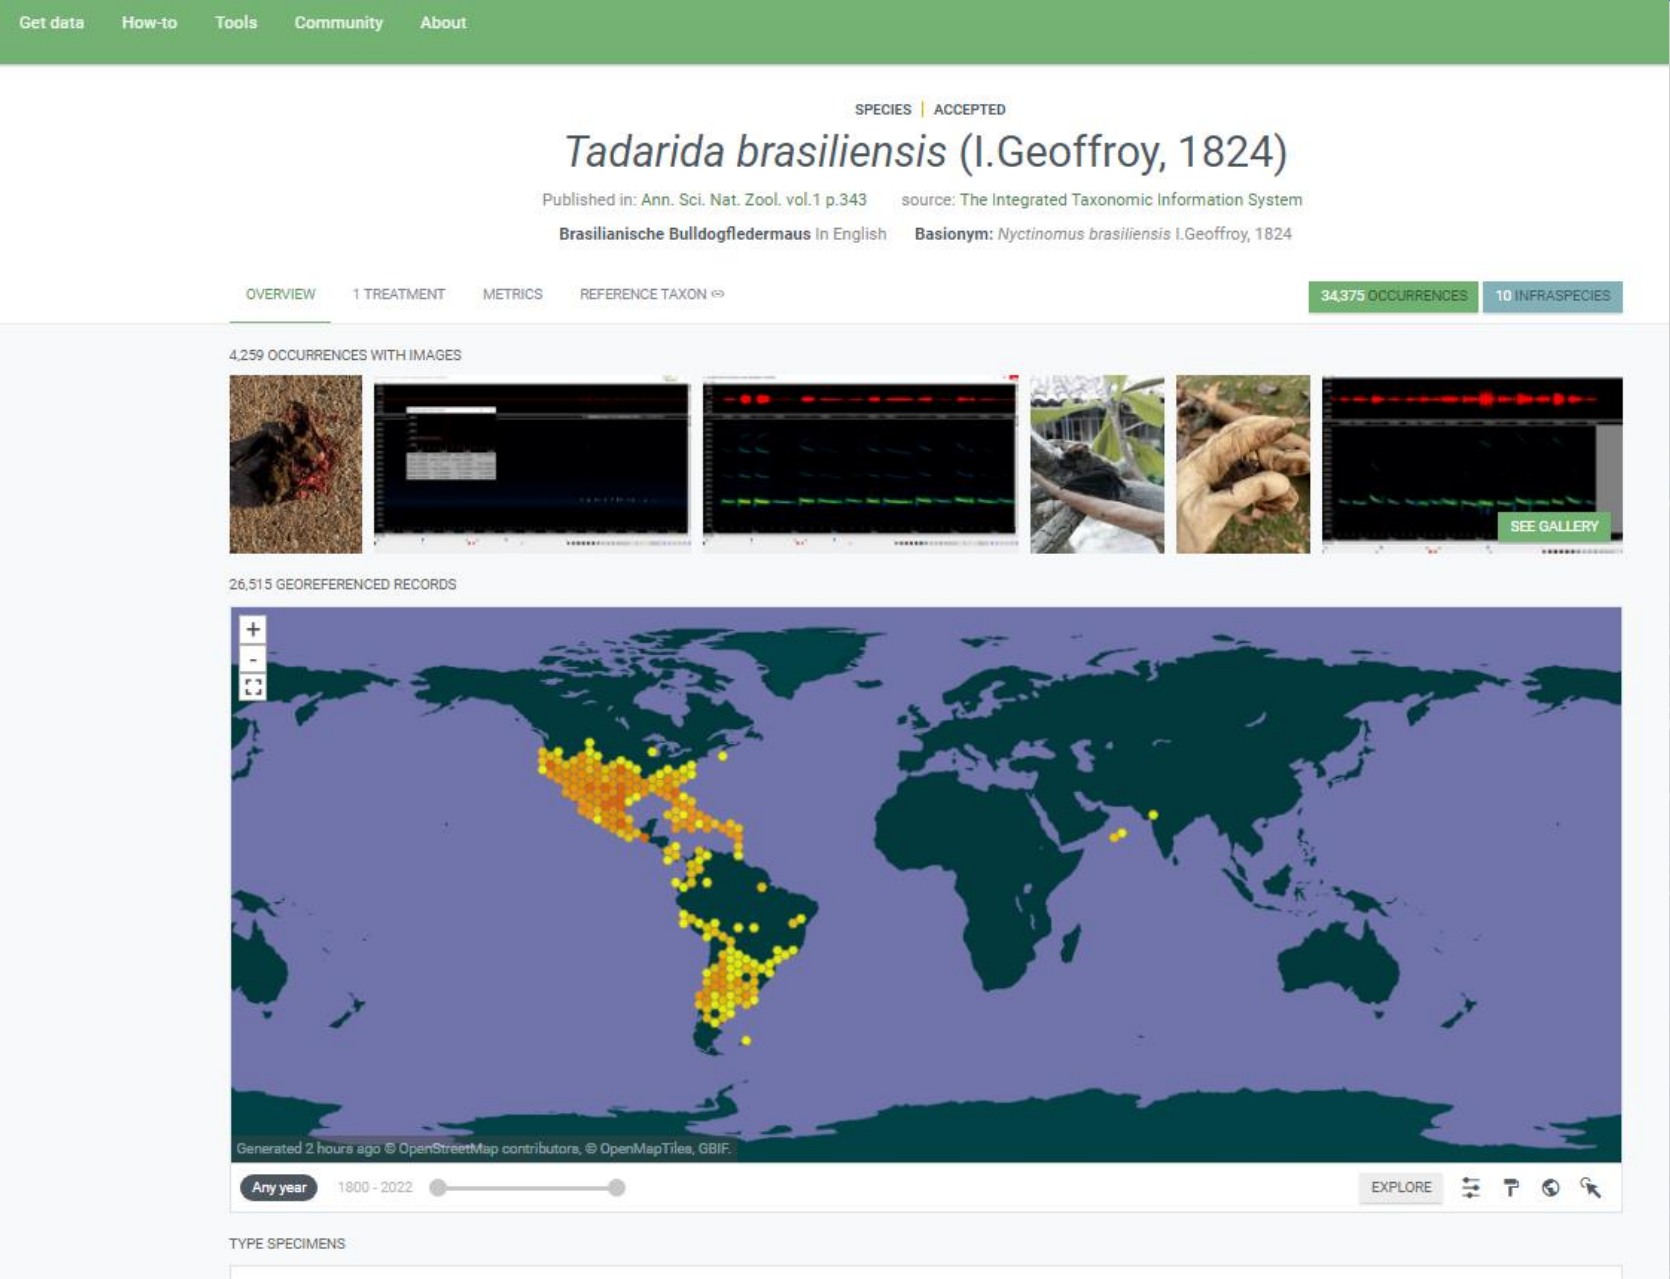 Get data How-to Tools Community About
SPECIES | ACCEPTED
Tadarida brasiliensis (I.Geoffroy, 1824)
Published in: Ann. Sci. Nat. Zool. vol.1 p.343 source: The Integrated Taxonomic Information System
Brasilianische Bulldogfledermaus In English Basionym: Nyctinomus brasiliensis I.Geoffroy, 1824
OVERVIEW 1 TREATMENT METRICS REFERENCE TAXON 34,375 OCCURRENCES 10 INFRASPECIES
4,259 OCCURRENCES WITH IMAGES
SEE GALLERY
26,515 GEOREFERENCED RECORDS
+
-
Generated 2 hours ago © OpenStreetMap contributors, © OpenMapTiles, GBIF.
Any year 1800 - 2022 EXPLORE
TYPE SPECIMENS